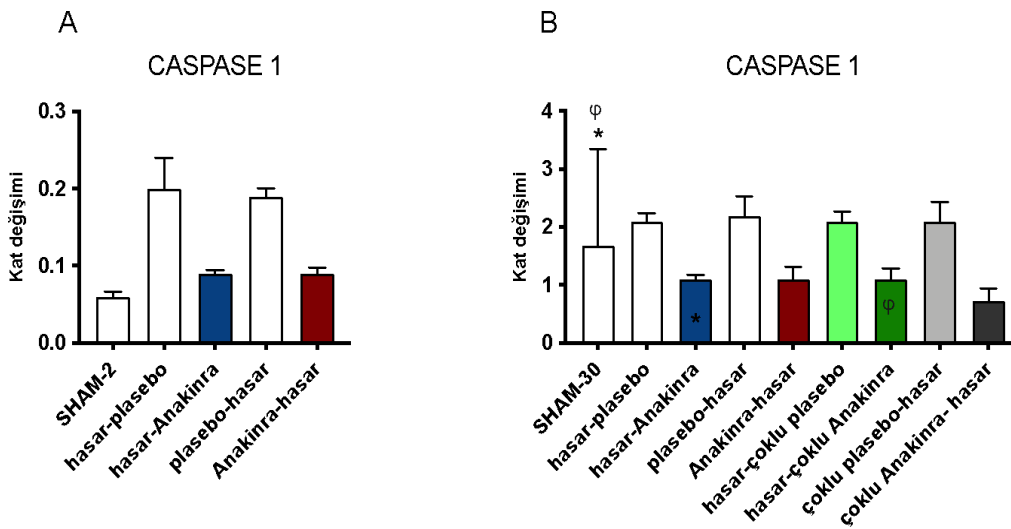 A
CASPASE 1
Kat değişimi
0.3
0.2
0.1
0.0
SHAM-2
hasar-plasebo
hasar-Anakinra
plasebo-hasar
Anakinra-hasar
B
CASPASE 1
Kat değişimi
4
3
2
1
0
φ
*
*
φ
SHAM-30
hasar-plasebo
hasar-Anakinra
plasebo-hasar
Anakinra-hasar
hasar-çoklu plasebo
hasar-çoklu Anakinra
çoklu plasebo-hasar
çoklu Anakinra- hasar